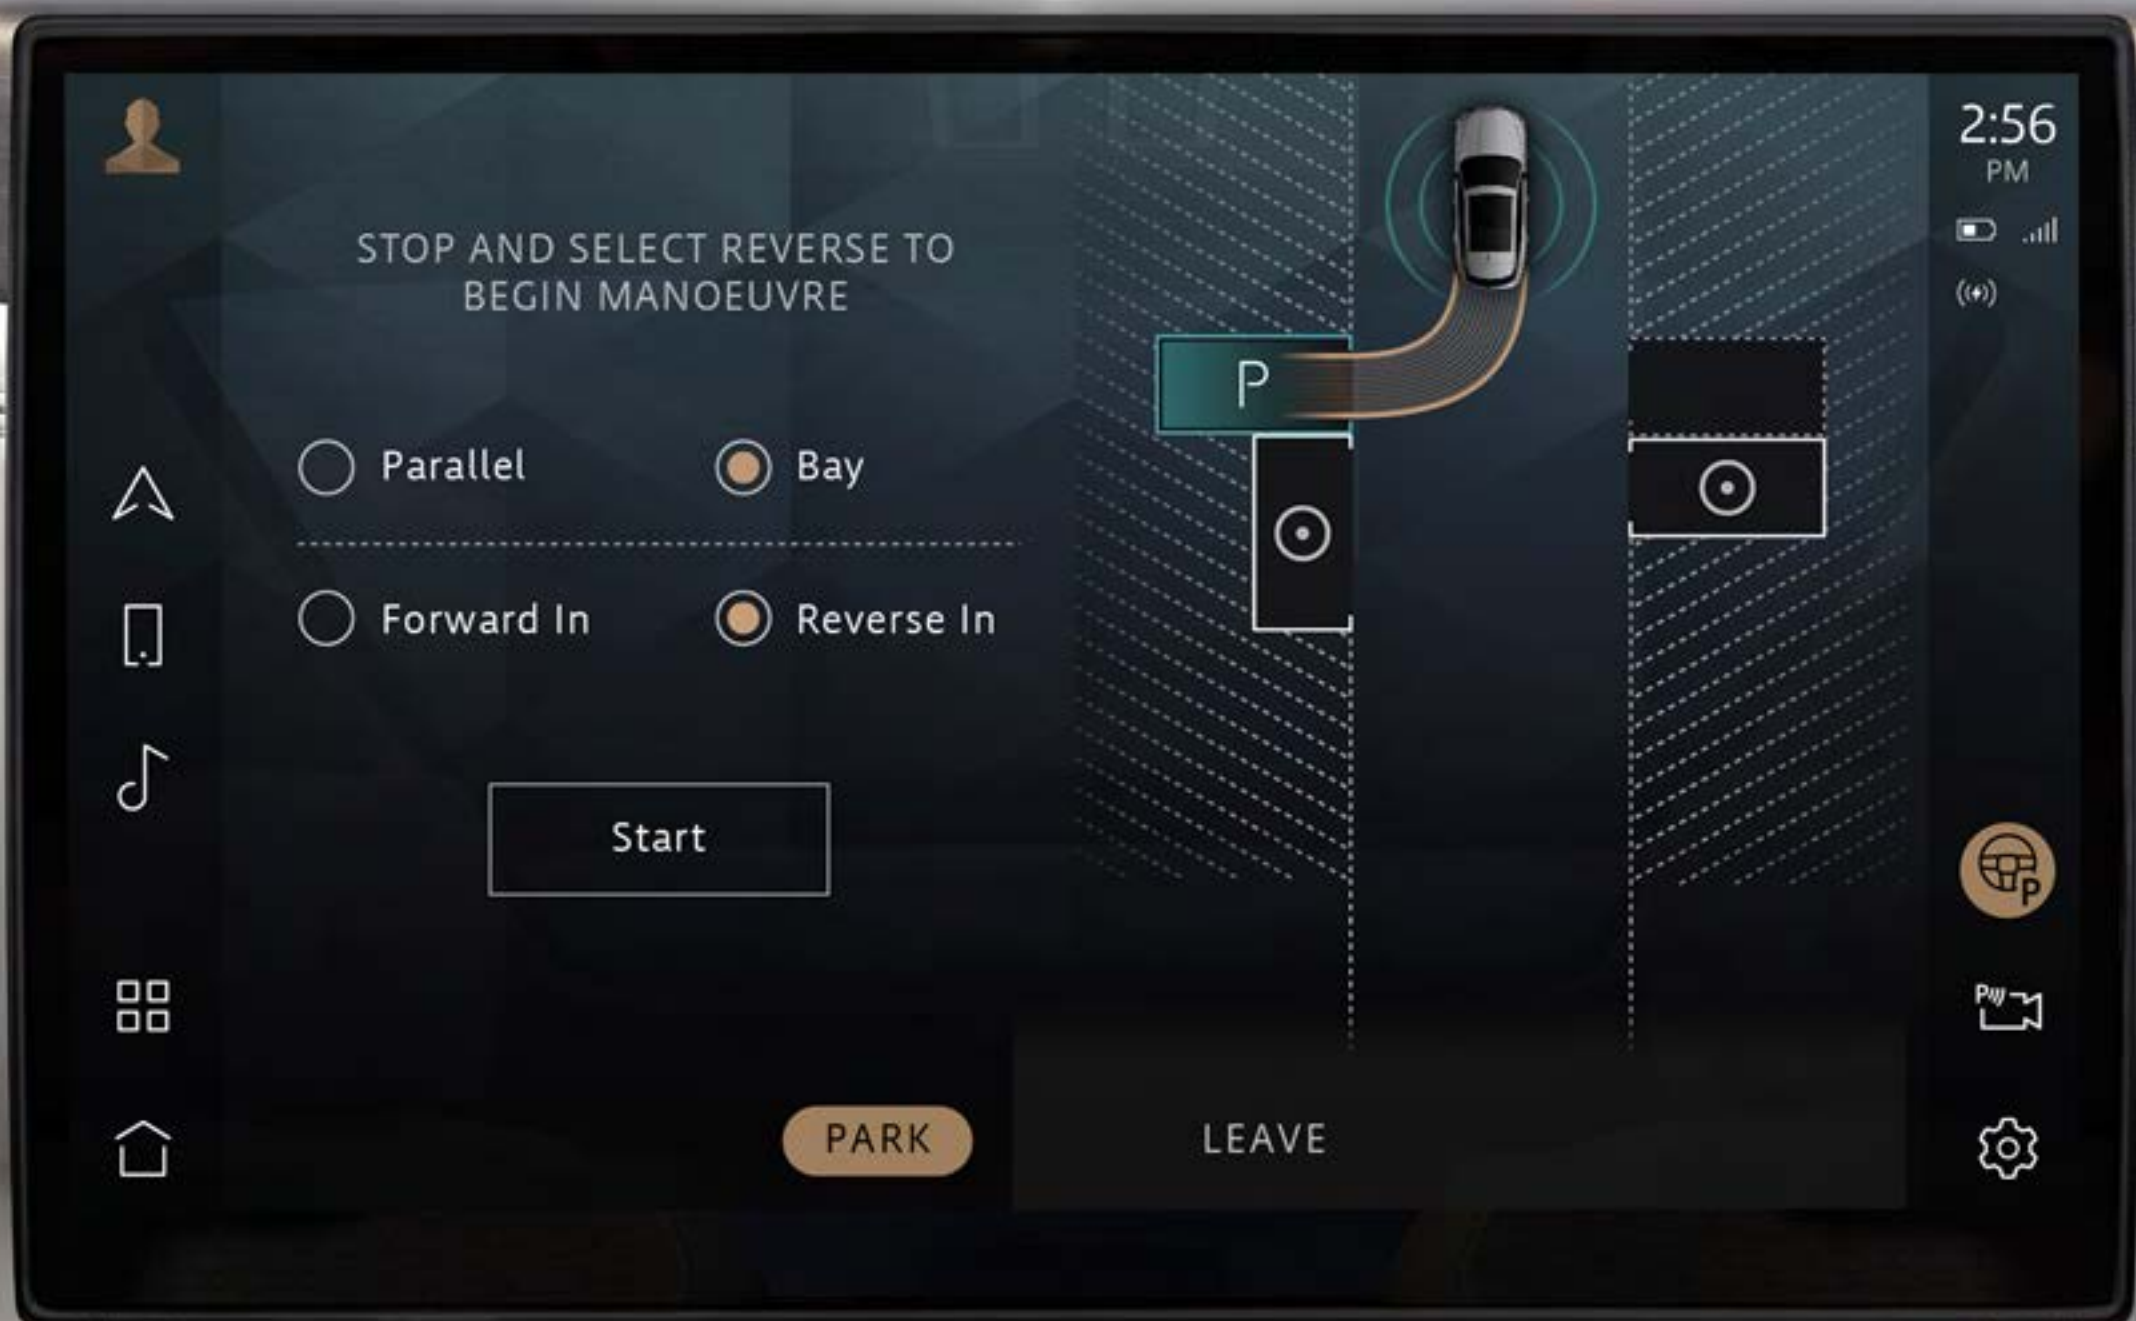 2:56
PM
STOP AND SELECT REVERSE TO
BEGIN MANOEUVRE
P
Parallel
Bay
Forward In
Reverse In
Start
P
P
PARK
LEAVE